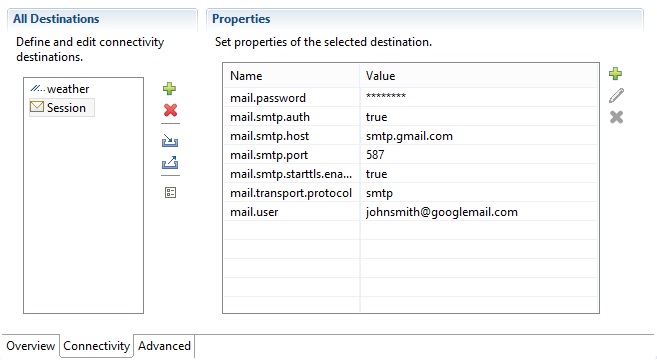 All Destinations
Define and edit connectivity
destinations.
weather
Session
Properties
Set properties of the selected destination.
Name Value
mail.password ********
mail.smtp.auth true
mail.smtp.host smtp.gmail.com
mail.smtp.port 587
mail.smtp.starttls.ena... true
mail.transport.protocol smtp
mail.user johnsmith@googlemail.com
Overview Connectivity Advanced